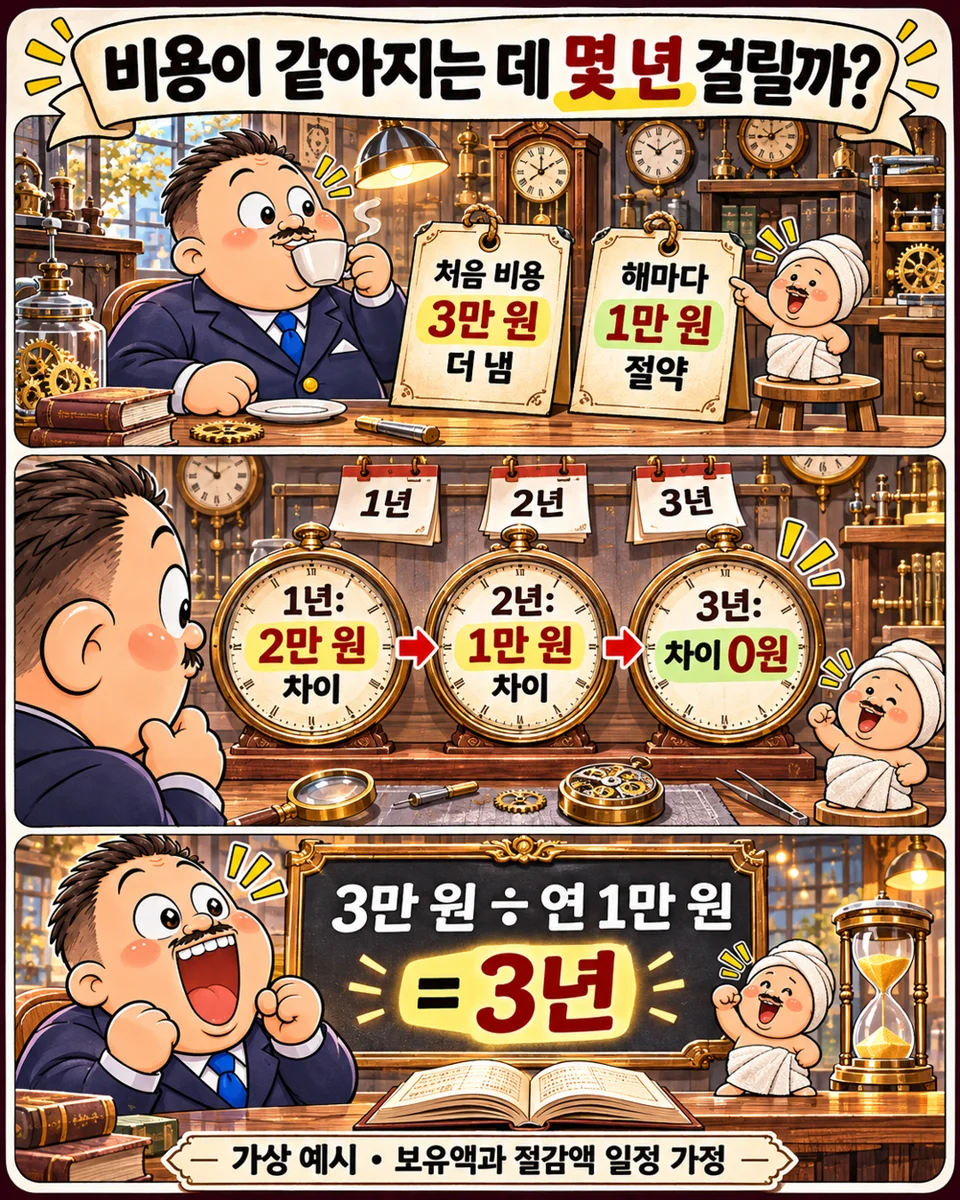 비용이 같아지는 데 몇 년 걸릴까?
처음 비용
3만 원
더 냄
해마다
1만 원
절약
1년
2년
3년
1년:
2만 원
차이
2년:
1만 원
차이
3년:
차이 0원
3만 원 ÷ 연 1만 원
= 3년
가상 예시 • 보유액과 절감액 일정 가정